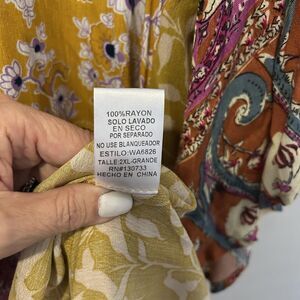 100%RAYON
SOLO LAVADO
EN SECO
POR SEPARADO
NO USE BLANQUEADOR
ESTILO:WA6826
TALLE:2XL-GRANDE
RN#130733
HECHO EN CHINA